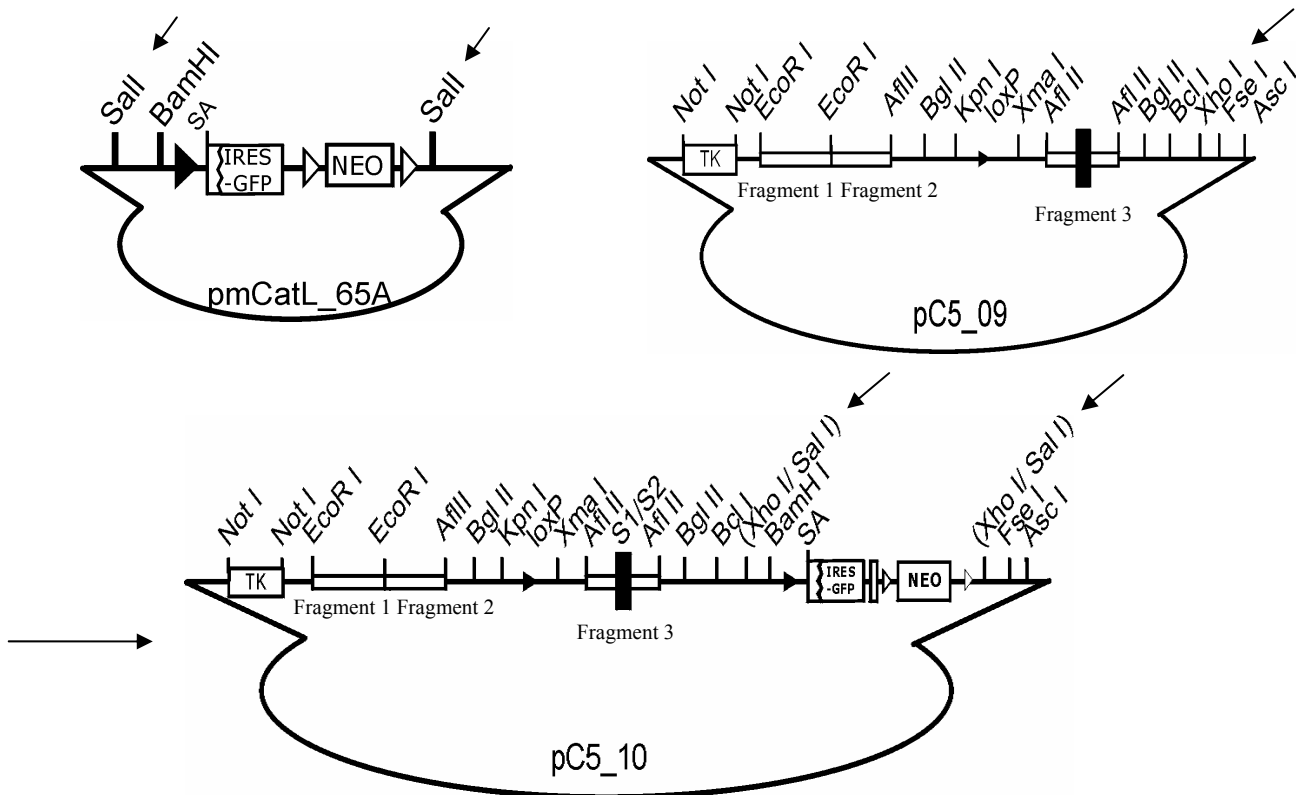 SalI
BamHI
SA
SalI
IRES
-GFP
NEO
pmCatL_65A
Not I
Not I
EcoR I
EcoR I
AflII
Bgl II
Kpn I
loxP
Xma I
Afl II
Afl II
Bgl II
Bcl I
Xho I
Fse I
Asc I
TK
Fragment 1 Fragment 2
Fragment 3
pC5_09
Not I
Not I
EcoR I
EcoR I
AflII
Bgl II
Kpn I
loxP
Xma I
Afl II
S1/S2
Afl II
Bgl II
Bcl I
(Xho I/ Sal I)
BamH I
SA
(Xho I/ Sal I)
Fse I
Asc I
TK
IRES
-GFP
NEO
Fragment 1 Fragment 2
Fragment 3
pC5_10